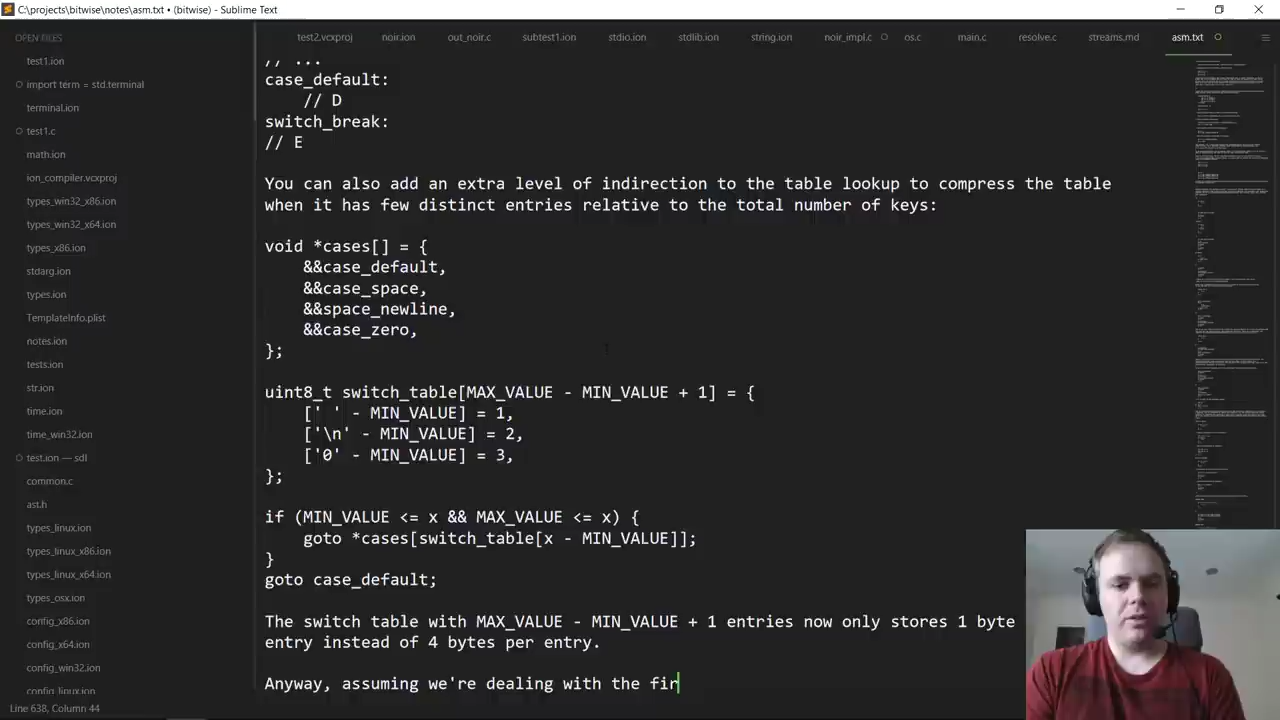 C:\projects\bitwise\notes\asm.txt • (bitwise) - Sublime Text
OPEN FILES
test1.ion
import term = std.terminal
terminal.ion
test1.c
math.ion
ion_compiler.vcxproj
types_win32_x86.ion
types_win32_x64.ion
types_x86.ion
stdarg.ion
types.ion
TemplateInfo.plist
notes.ion
tests.ion
str.ion
time.ion
time_win32.ion
test.ion — sdl
common.c
ast.h
types_linux.ion
types_linux_x86.ion
types_linux_x64.ion
types_osx.ion
config_x86.ion
config_x64.ion
config_win32.ion
config_linux.ion
test2.vcxproj
noir.ion
out_noir.c
subtest1.ion
stdio.ion
stdlib.ion
string.ion
noir_impl.c
os.c
main.c
resolve.c
streams.md
asm.txt
// ...
case_default:
// D
switch_break:
// E
You can also add an extra level of indirection to the table lookup to compress the table
when it has few distinct entries relative to the total number of keys:
void *cases[] = {
&&case_default,
&&case_space,
&&space_newline,
&&case_zero,
};
uint8_t switch_table[MAX_VALUE - MIN_VALUE + 1] = {
[' ' - MIN_VALUE] = 1,
['\n' - MIN_VALUE] = 2,
['0' - MIN_VALUE] = 3,
};
if (MIN_VALUE <= x && MAX_VALUE <= x) {
goto *cases[switch_table[x - MIN_VALUE]];
}
goto case_default;
The switch table with MAX_VALUE - MIN_VALUE + 1 entries now only stores 1 byte
entry instead of 4 bytes per entry.
Anyway, assuming we're dealing with the fir
Line 638, Column 44